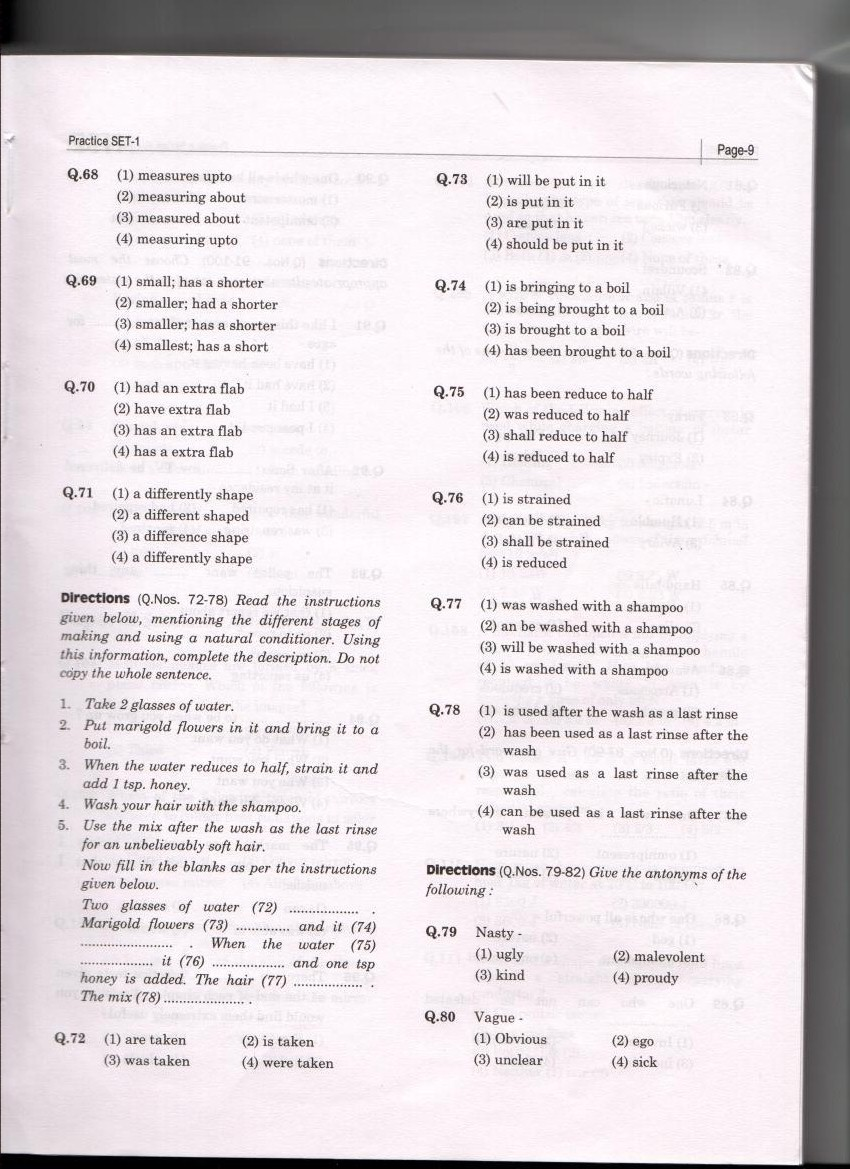 Practice SET-1
Page-9
Q.68 (1) measures upto
(2) measuring about
(3) measured about
(4) measuring upto
Q.69 (1) small; has a shorter
(2) smaller; had a shorter
(3) smaller; has a shorter
(4) smallest; has a short
Q.70 (1) had an extra flab
(2) have extra flab
(3) has an extra flab
(4) has a extra flab
Q.71 (1) a differently shape
(2) a different shaped
(3) a difference shape
(4) a differently shape
Directions (Q.Nos. 72-78) Read the instructions
given below, mentioning the different stages of
making and using a natural conditioner. Using
this information, complete the description. Do not
copy the whole sentence.
1. Take 2 glasses of water.
2. Put marigold flowers in it and bring it to a
boil.
3. When the water reduces to half, strain it and
add 1 tsp. honey.
4. Wash your hair with the shampoo.
5. Use the mix after the wash as the last rinse
for an unbelievably soft hair.
Now fill in the blanks as per the instructions
given below.
Two glasses of water (72) .................. .
Marigold flowers (73) ............. and it (74)
........................ . When the water (75)
................... it (76) ................... and one tsp
honey is added. The hair (77) .................. .
The mix (78) ...................... .
Q.72 (1) are taken (2) is taken
(3) was taken (4) were taken
Q.73 (1) will be put in it
(2) is put in it
(3) are put in it
(4) should be put in it
Q.74 (1) is bringing to a boil
(2) is being brought to a boil
(3) is brought to a boil
(4) has been brought to a boil
Q.75 (1) has been reduce to half
(2) was reduced to half
(3) shall reduce to half
(4) is reduced to half
Q.76 (1) is strained
(2) can be strained
(3) shall be strained
(4) is reduced
Q.77 (1) was washed with a shampoo
(2) an be washed with a shampoo
(3) will be washed with a shampoo
(4) is washed with a shampoo
Q.78 (1) is used after the wash as a last rinse
(2) has been used as a last rinse after the
wash
(3) was used as a last rinse after the
wash
(4) can be used as a last rinse after the
wash
Directions (Q.Nos. 79-82) Give the antonyms of the
following :
Q.79 Nasty -
(1) ugly (2) malevolent
(3) kind (4) proudy
Q.80 Vague -
(1) Obvious (2) ego
(3) unclear (4) sick